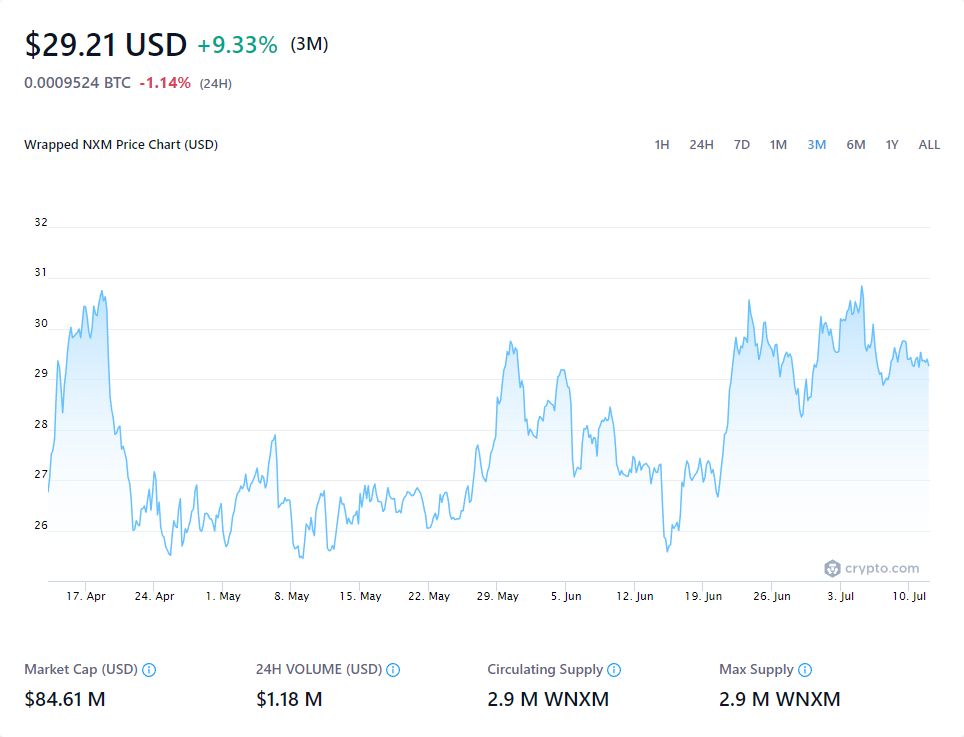 $29.21 USD +9.33% (3M)
0.0009524 BTC -1.14% (24H)
Wrapped NXM Price Chart (USD) 1H 24H 7D 1M 3M 6M 1Y ALL
32
31
30
29
28
27
26
crypto.com
17. Apr 24. Apr 1. May 8. May 15. May 22. May 29. May 5. Jun 12. Jun 19. Jun 26. Jun 3. Jul 10. Jul
Market Cap (USD) 24H VOLUME (USD) Circulating Supply Max Supply
$84.61 M $1.18 M 2.9 M WNXM 2.9 M WNXM